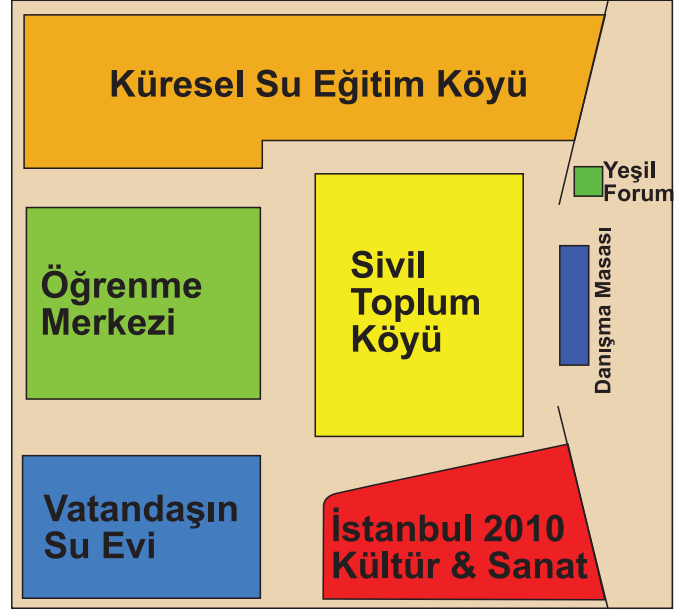 Küresel Su Eğitim Köyü
Yeşil
Forum
Öğrenme
Merkezi
Sivil
Toplum
Köyü
Danışma Masası
Vatandaşın
Su Evi
İstanbul 2010
Kültür & Sanat